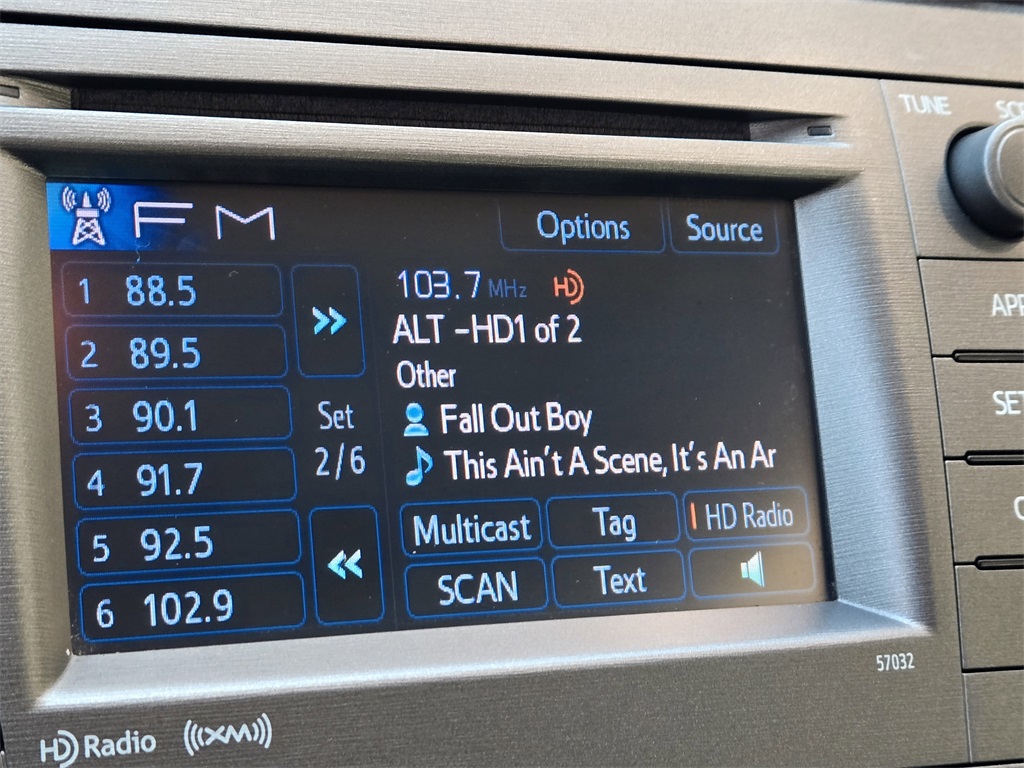 TUNE
FM
Options
Source
1 88.5
2 89.5
3 90.1
4 91.7
5 92.5
6 102.9
Set
2/6
103.7 MHz HD
ALT -HD1 of 2
Other
Fall Out Boy
This Ain't A Scene, It's An Ar
Multicast
Tag
HD Radio
SCAN
Text
57032
HD Radio
XM